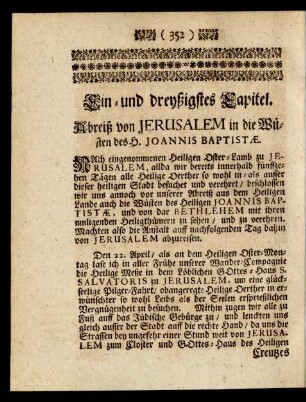 ( 352 )
Ein- und dreyßigstes Capitel.
Abreiß von JERUSALEM in die Wü-
sten des H. JOANNIS BAPTISTÆ.
NAch eingenommenen Heiligen Oster-Lamb zu JE-
RUSALEM, allda wir bereits innerhalb fünffze-
hen Tägen alle Heilige Oerther so wohl in- als ausser
dieser heiligen Stadt besuchet und verehret/ beschlossen
wir uns annoch vor unserer Abreiß aus dem Heiligen
Lande auch die Wüsten des Heiligen JOANNIS BAP-
TISTÆ, und von dar BETHLEHEM mit ihren
umligenden Heiligthümern zu sehen/ und zu verehren.
Machten also die Anstalt auff nachfolgenden Tag dahin
von JERUSALEM abzureisen.
Den 22. April/ als an dem Heiligen Oster-Mon-
tag lase ich in aller Frühe unserer Wander-Compagnie
die Heilige Meße in dem Löblichen GOttes-Haus S.
SALVATORIS zu JERUSALEM, um eine glück-
seelige Pilger-Fahrt/ obangeregte Heilige Oerther in er-
wünschter so wohl Leibs als der Seelen ersprießlichen
Vergnügenheit zu besuchen. Mithin zugen wir alle zu
Fuß auff das Jüdische Gebürge zu/ und lenckten uns
gleich ausser der Stadt auff die rechte Hand/ da uns die
Strassen bey ungefehr einer Stund weit von JERUSA-
LEM zum Closter und GOttes-Haus des Heiligen
Creutzes